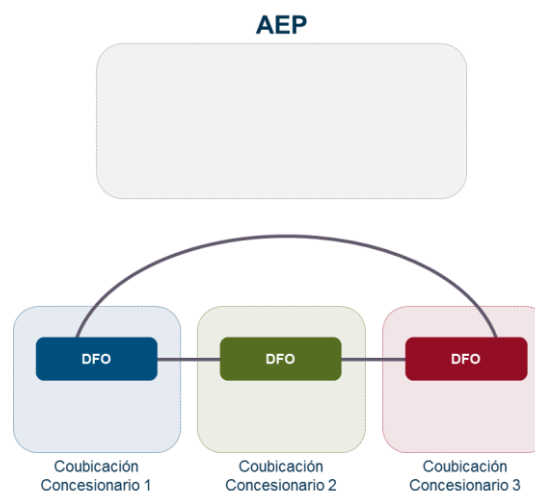 AEP
DFO
DFO
DFO
Coubicación
Concesionario 1
Coubicación
Concesionario 2
Coubicación
Concesionario 3